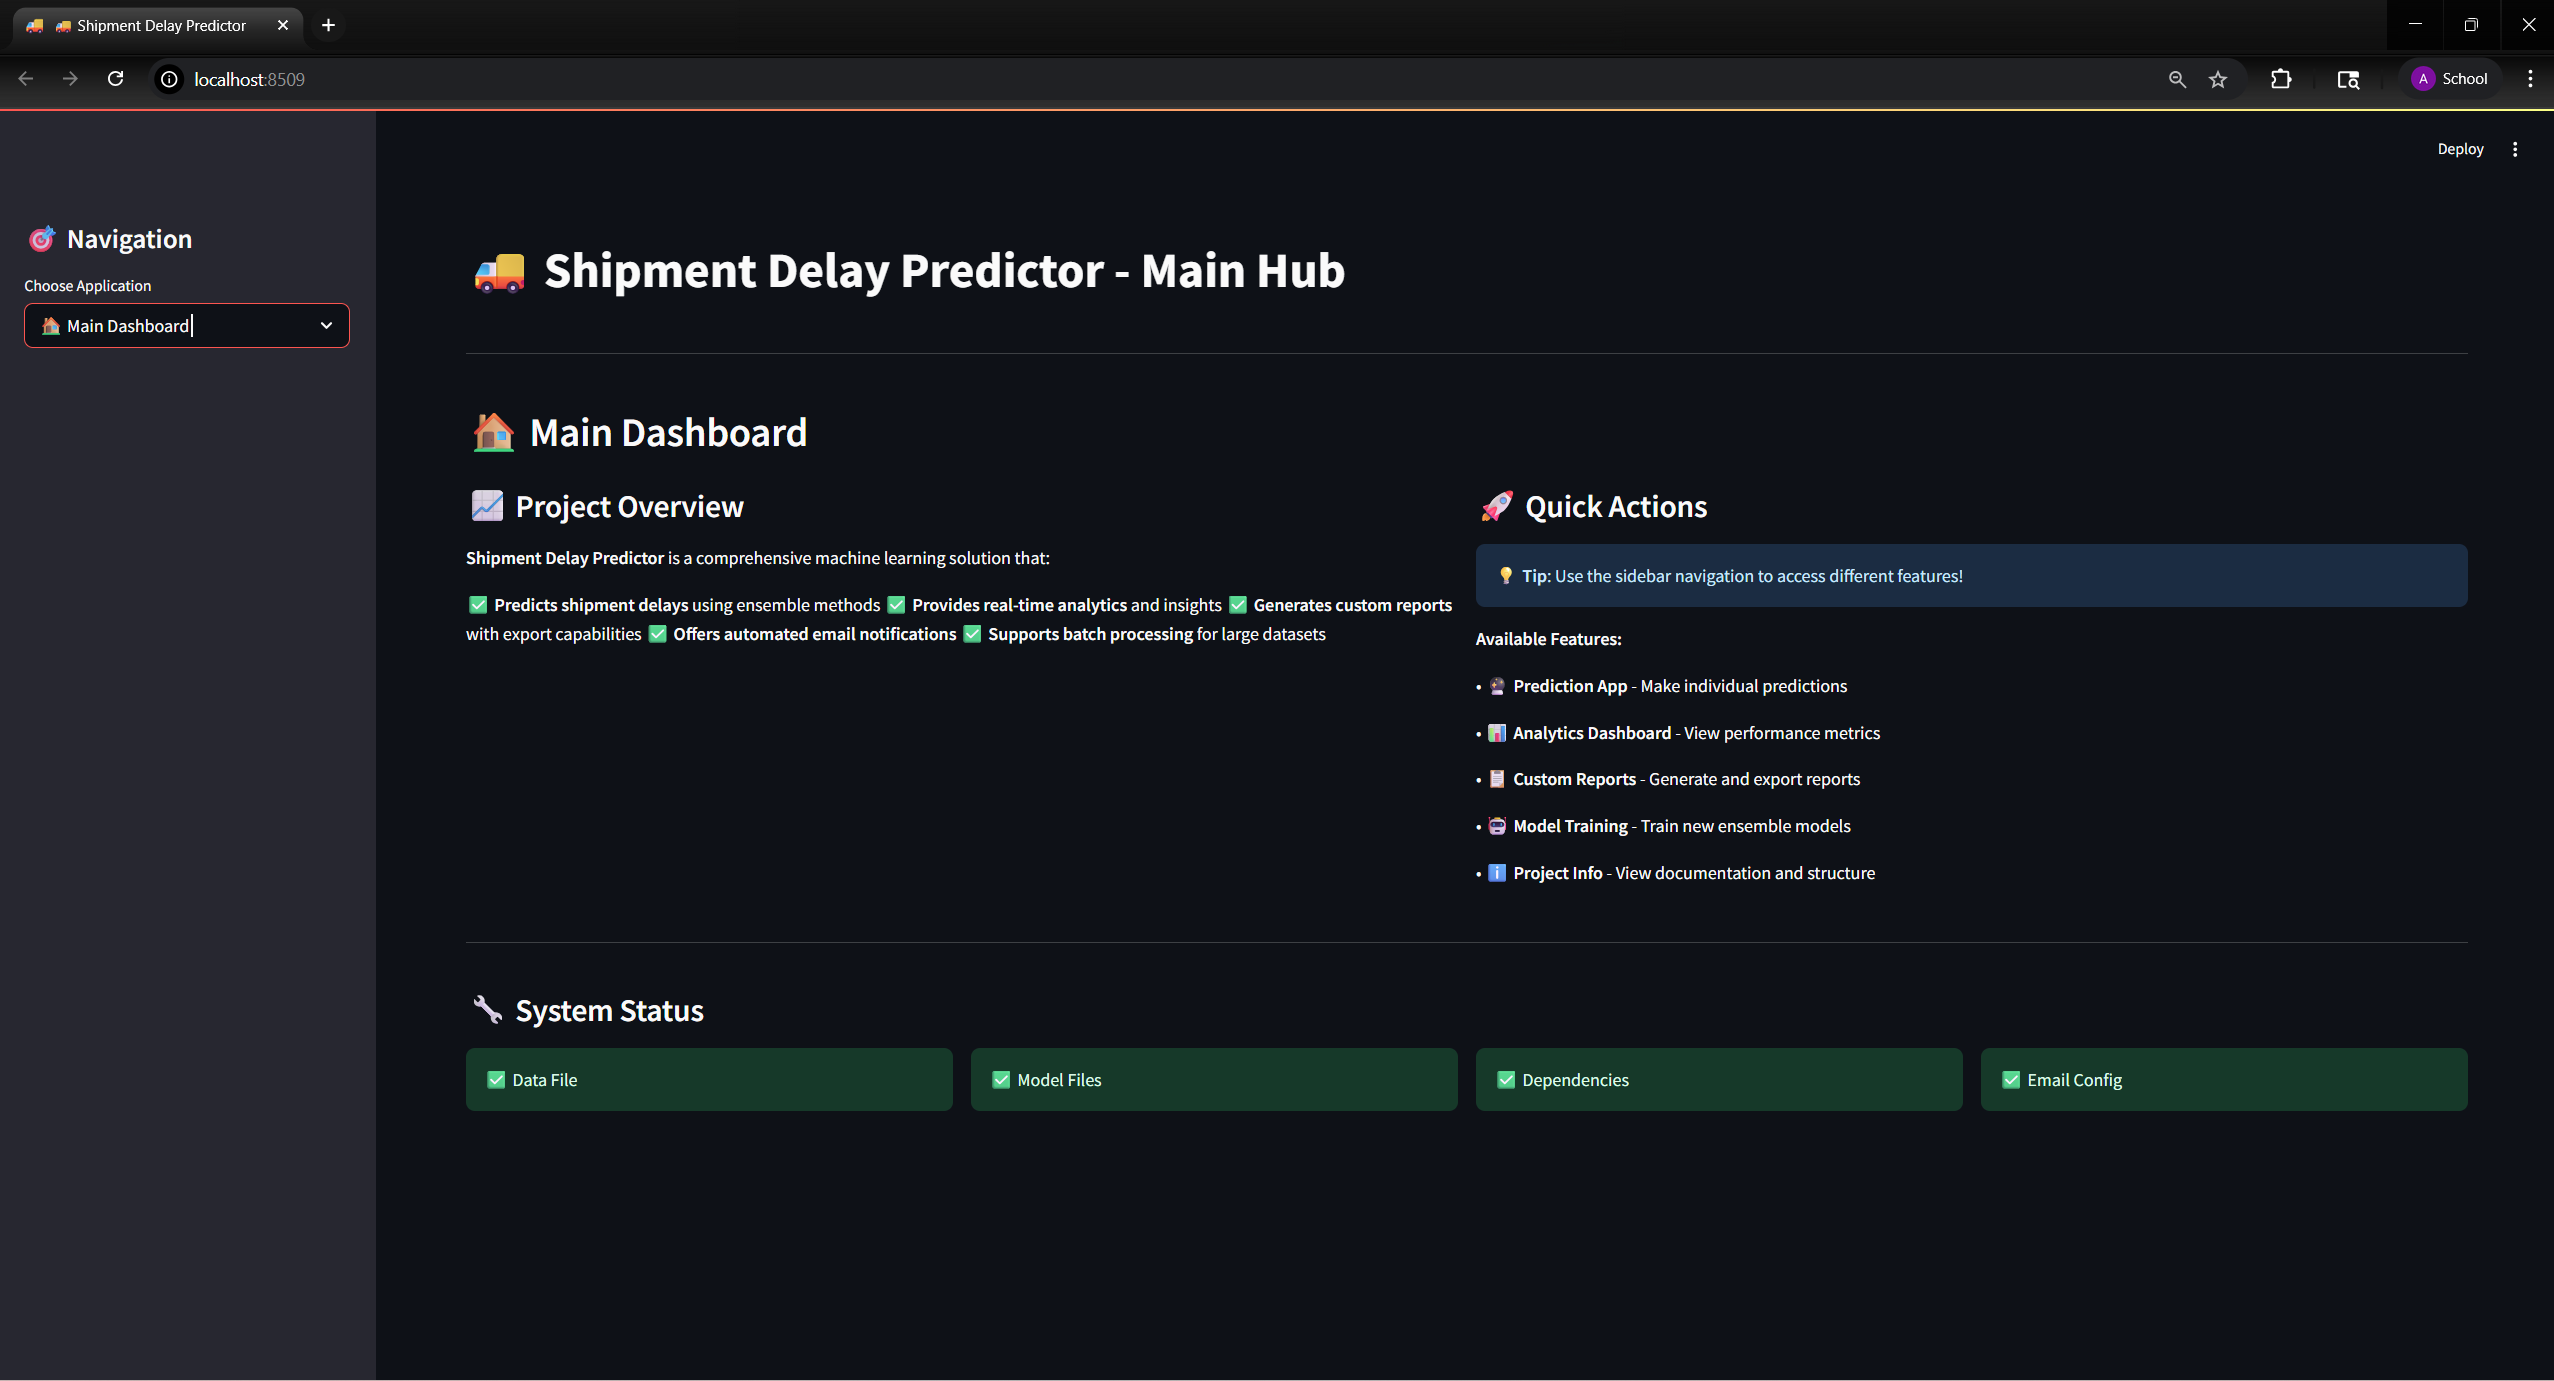 Shipment Delay Predictor
localhost:8509
School
A
Deploy
Navigation
Choose Application
Main Dashboard
Shipment Delay Predictor - Main Hub
Main Dashboard
Project Overview
Shipment Delay Predictor is a comprehensive machine learning solution that:
✅ Predicts shipment delays using ensemble methods ✅ Provides real-time analytics and insights ✅ Generates custom reports
with export capabilities ✅ Offers automated email notifications ✅ Supports batch processing for large datasets
Quick Actions
Tip: Use the sidebar navigation to access different features!
Available Features:
• Prediction App - Make individual predictions
• Analytics Dashboard - View performance metrics
• Custom Reports - Generate and export reports
• Model Training - Train new ensemble models
• ℹ️ Project Info - View documentation and structure
System Status
✅ Data File
✅ Model Files
✅ Dependencies
✅ Email Config